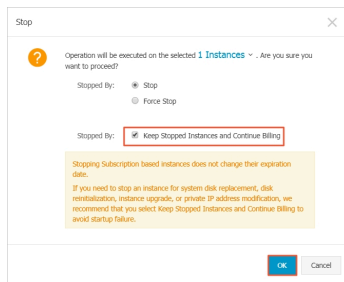 Stop
Operation will be executed on the selected 1 Instances . Are you sure you
want to proceed?
Stopped By: Stop
Force Stop
Stopped By: Keep Stopped Instances and Continue Billing
Stopping Subscription based instances does not change their expiration
date.
If you need to stop an instance for system disk replacement, disk
reinitialization, instance upgrade, or private IP address modification, we
recommend that you select Keep Stopped Instances and Continue Billing to
avoid startup failure.
OK Cancel